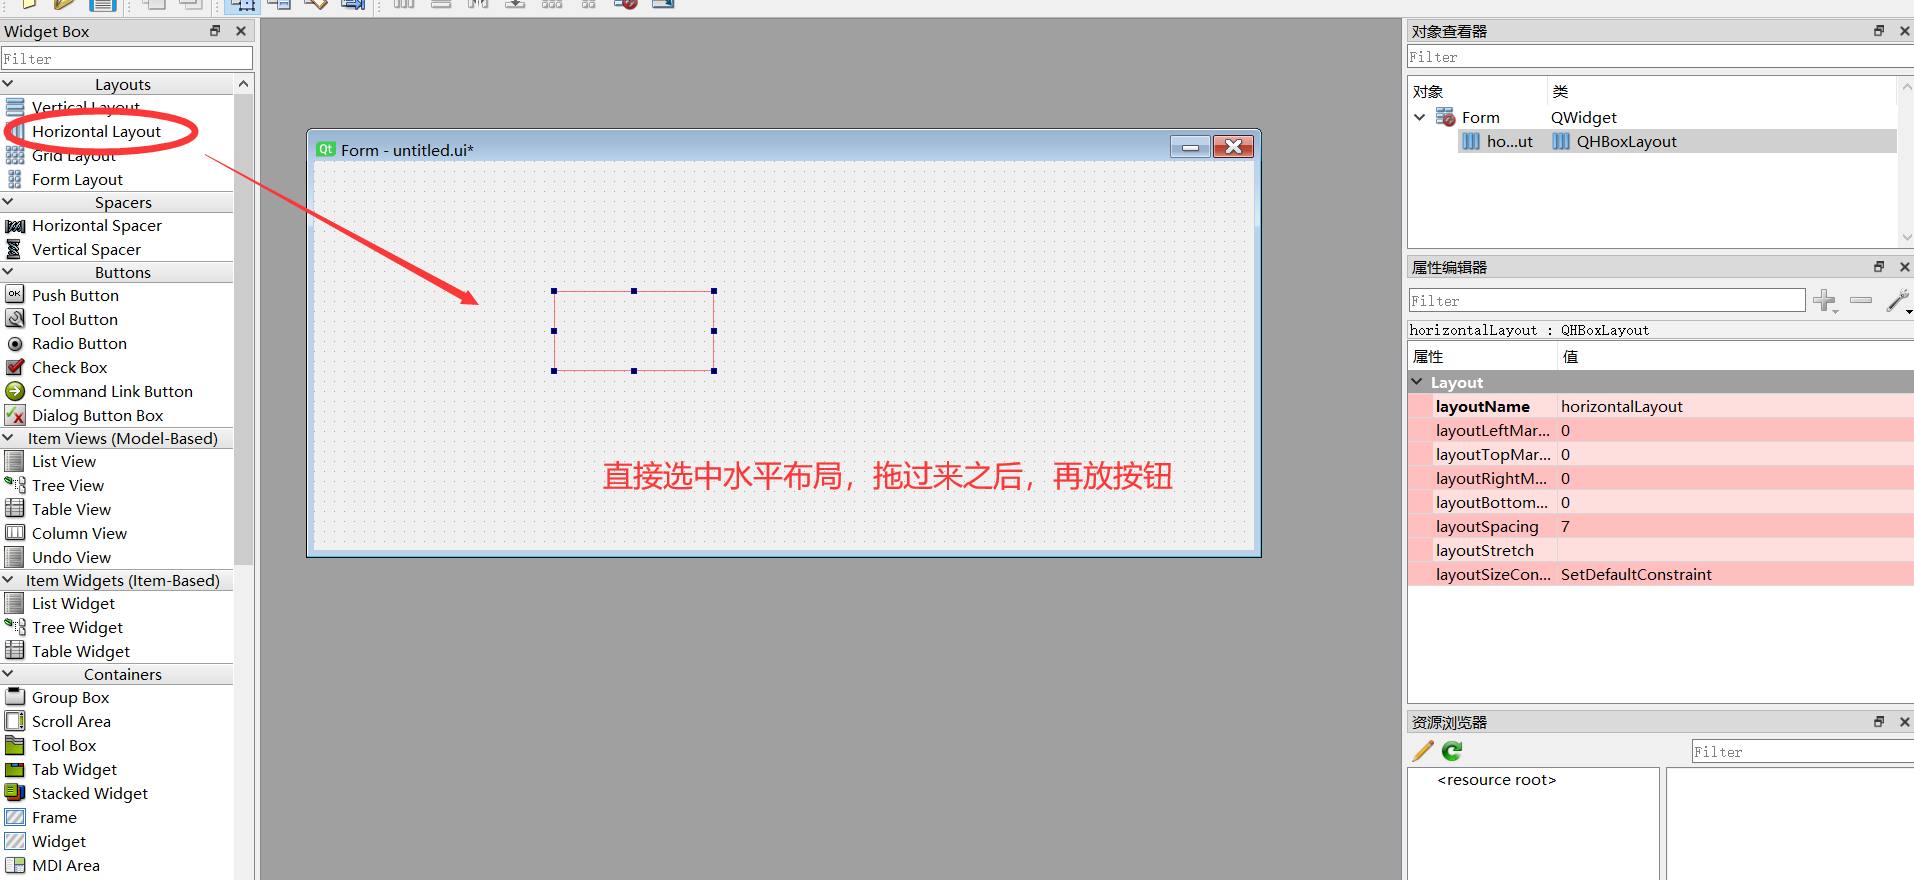 Widget Box
Filter
Layouts
Vertical Layout
Horizontal Layout
Grid Layout
Form Layout
Spacers
Horizontal Spacer
Vertical Spacer
Buttons
OK
Push Button
Tool Button
Radio Button
Check Box
Command Link Button
Dialog Button Box
Item Views (Model-Based)
List View
Tree View
Table View
Column View
Undo View
Item Widgets (Item-Based)
List Widget
Tree Widget
Table Widget
Containers
Group Box
Scroll Area
Tool Box
Tab Widget
Stacked Widget
Frame
Widget
MDI Area
Qt Form - untitled.ui*
直接选中水平布局，拖过来之后，再放按钮
对象查看器
Filter
对象 类
Form QWidget
ho...ut QHBoxLayout
属性编辑器
Filter
horizontalLayout : QHBoxLayout
属性 值
Layout
layoutName horizontalLayout
layoutLeftMar... 0
layoutTopMar... 0
layoutRightM... 0
layoutBottom... 0
layoutSpacing 7
layoutStretch
layoutSizeCon... SetDefaultConstraint
资源浏览器
Filter
<resource root>